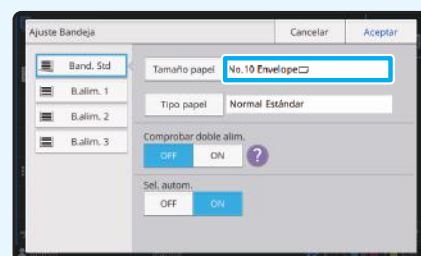 Ajuste Bandeja Cancelar Aceptar
Band. Std
B.alim. 1
B.alim. 2
B.alim. 3
Tamaño papel No.10 Envelope
Tipo papel Normal Estándar
Comprobar doble alim.
OFF ON ?
Sel. autom.
OFF ON